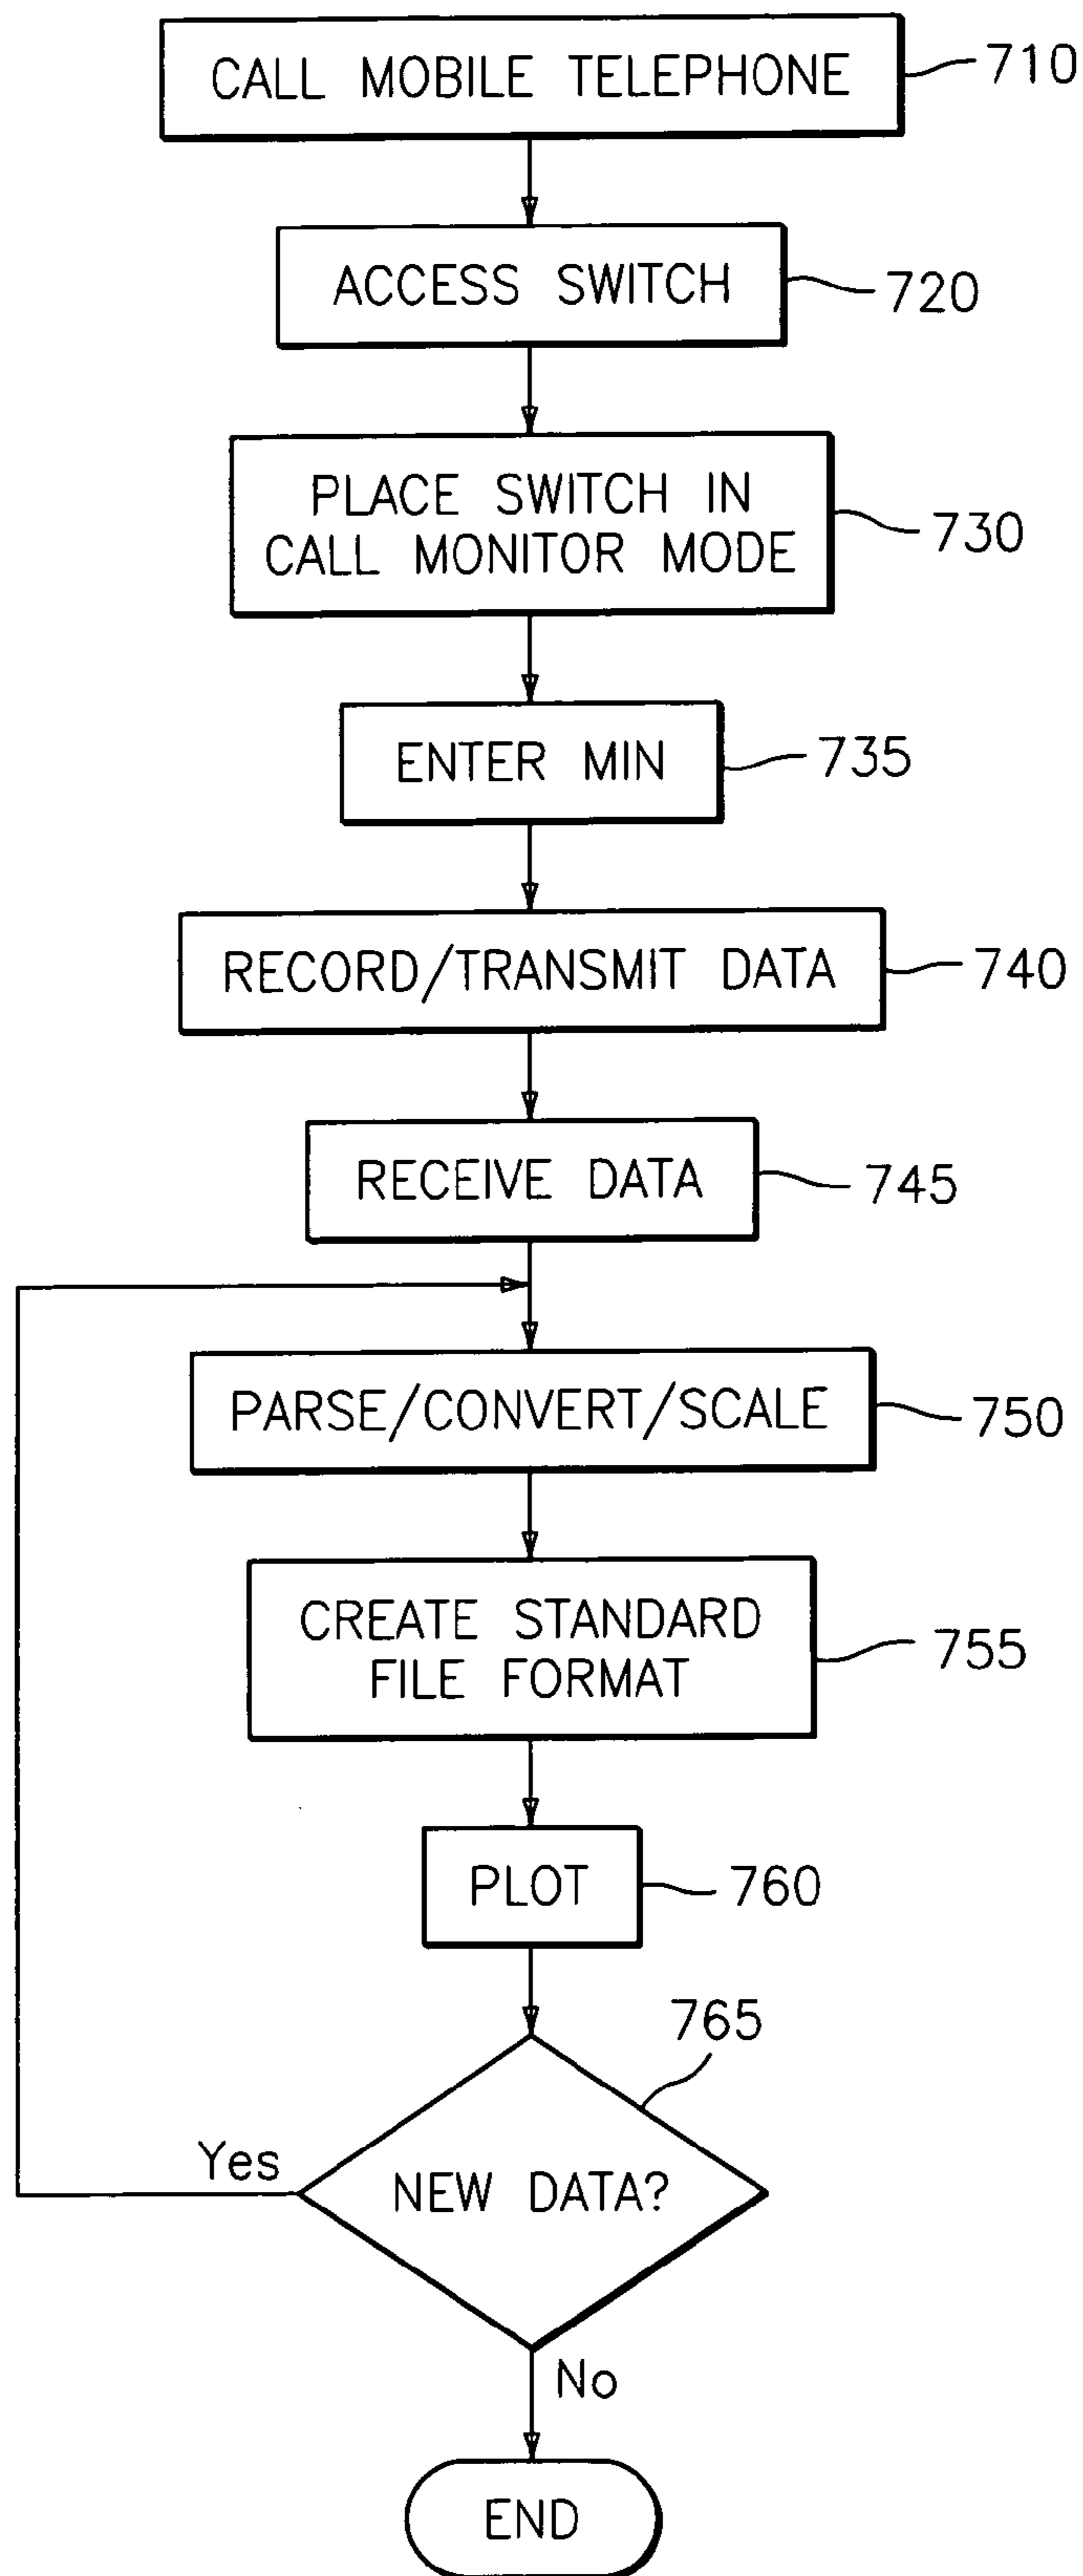 CALL MOBILE TELEPHONE
710
ACCESS SWITCH
720
PLACE SWITCH IN
CALL MONITOR MODE
730
ENTER MIN
735
RECORD/TRANSMIT DATA
740
RECEIVE DATA
745
PARSE/CONVERT/SCALE
750
CREATE STANDARD
FILE FORMAT
755
PLOT
760
765
Yes
NEW DATA?
No
END